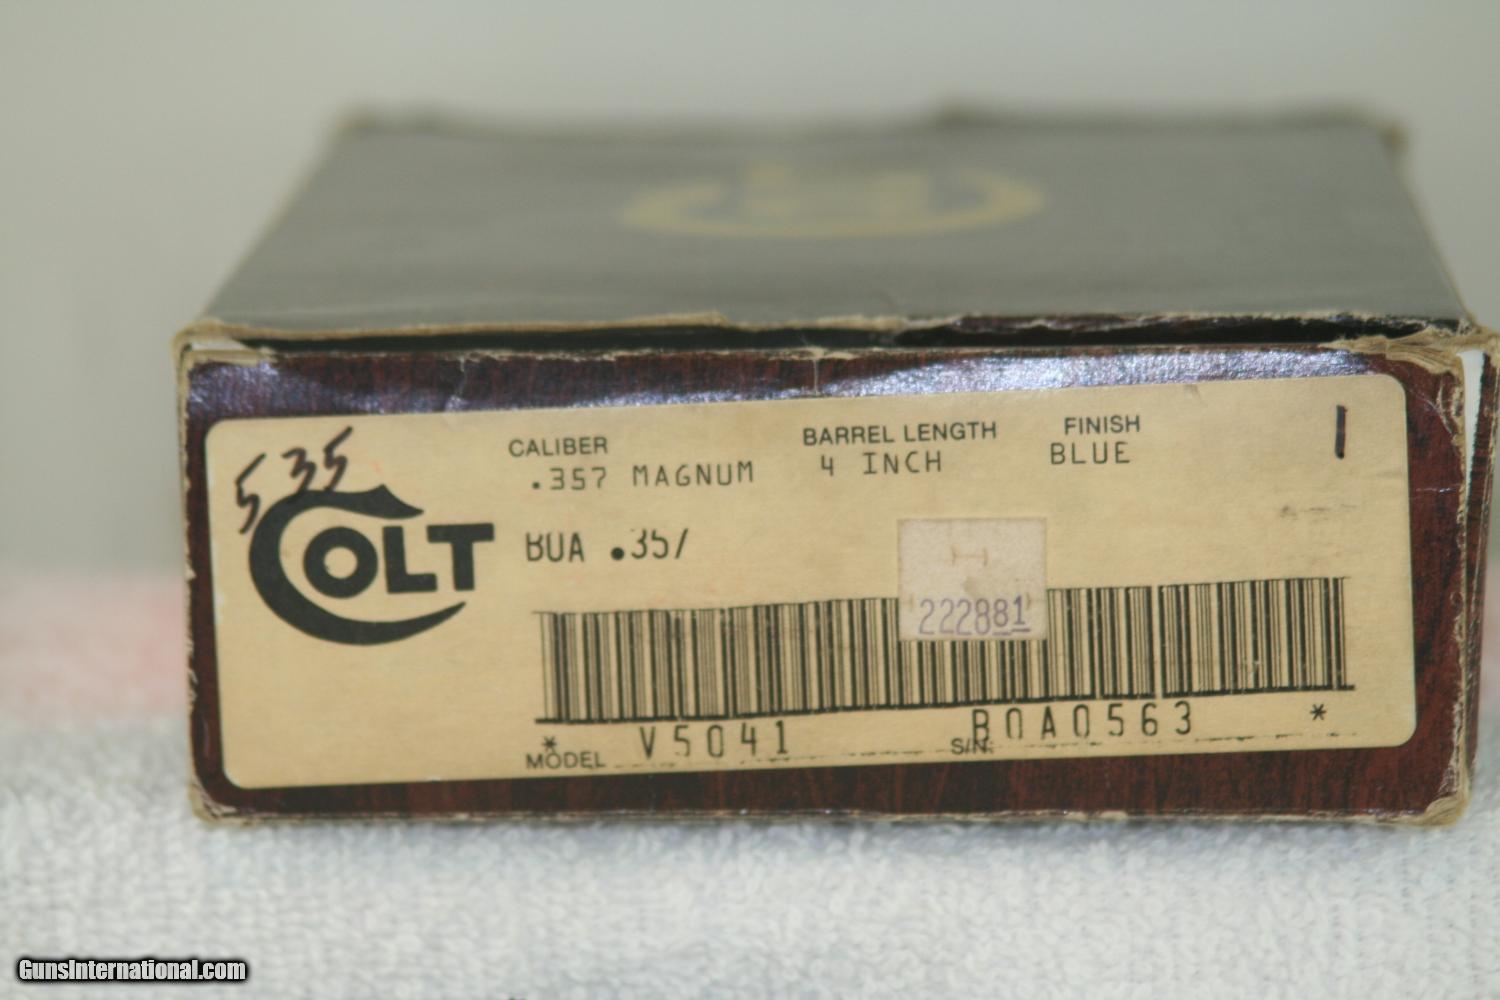 535
COLT
CALIBER
.357 MAGNUM
BARREL LENGTH
4 INCH
FINISH
BLUE
1
BOA .357
222881
* V5041 BOA0563 *
MODEL S/N:
GunsInternational.com